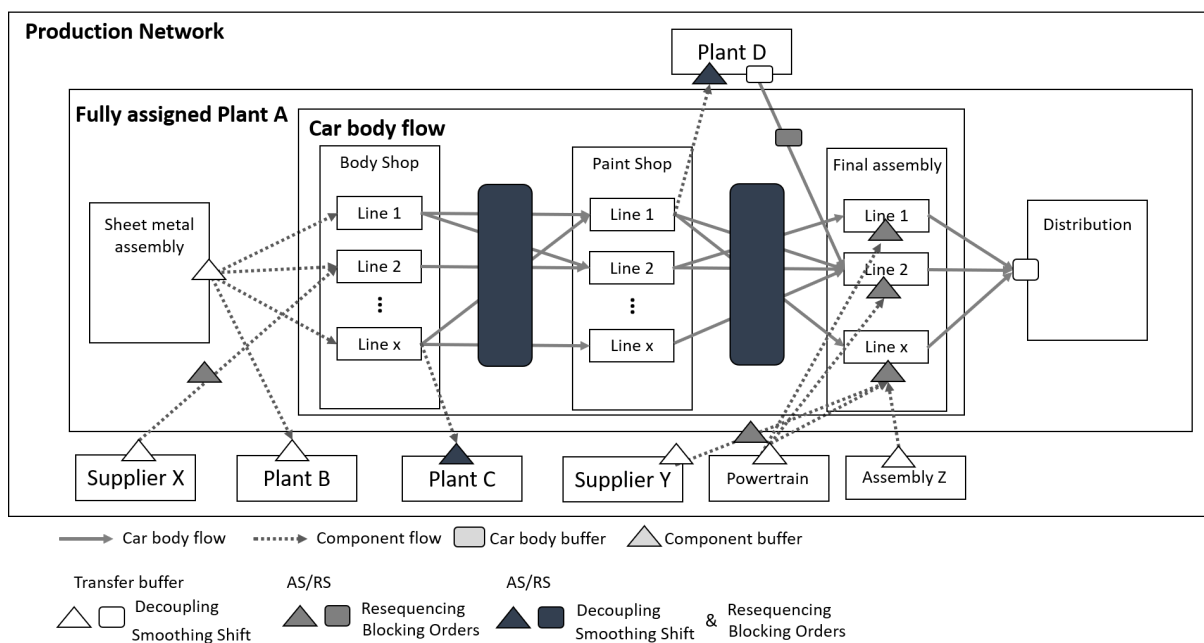 Production Network
Plant D
Fully assigned Plant A
Car body flow
Body Shop
Paint Shop
Final assembly
Sheet metal
assembly
Line 1
Line 2
Line x
Line 1
Line 2
Line x
Line 1
Line 2
Line x
Distribution
Supplier X
Plant B
Plant C
Supplier Y
Powertrain
Assembly Z
Car body flow
Component flow
Car body buffer
Component buffer
Transfer buffer
Decoupling
Smoothing Shift
AS/RS
Resequencing
Blocking Orders
AS/RS
Decoupling
Smoothing Shift
&
Resequencing
Blocking Orders